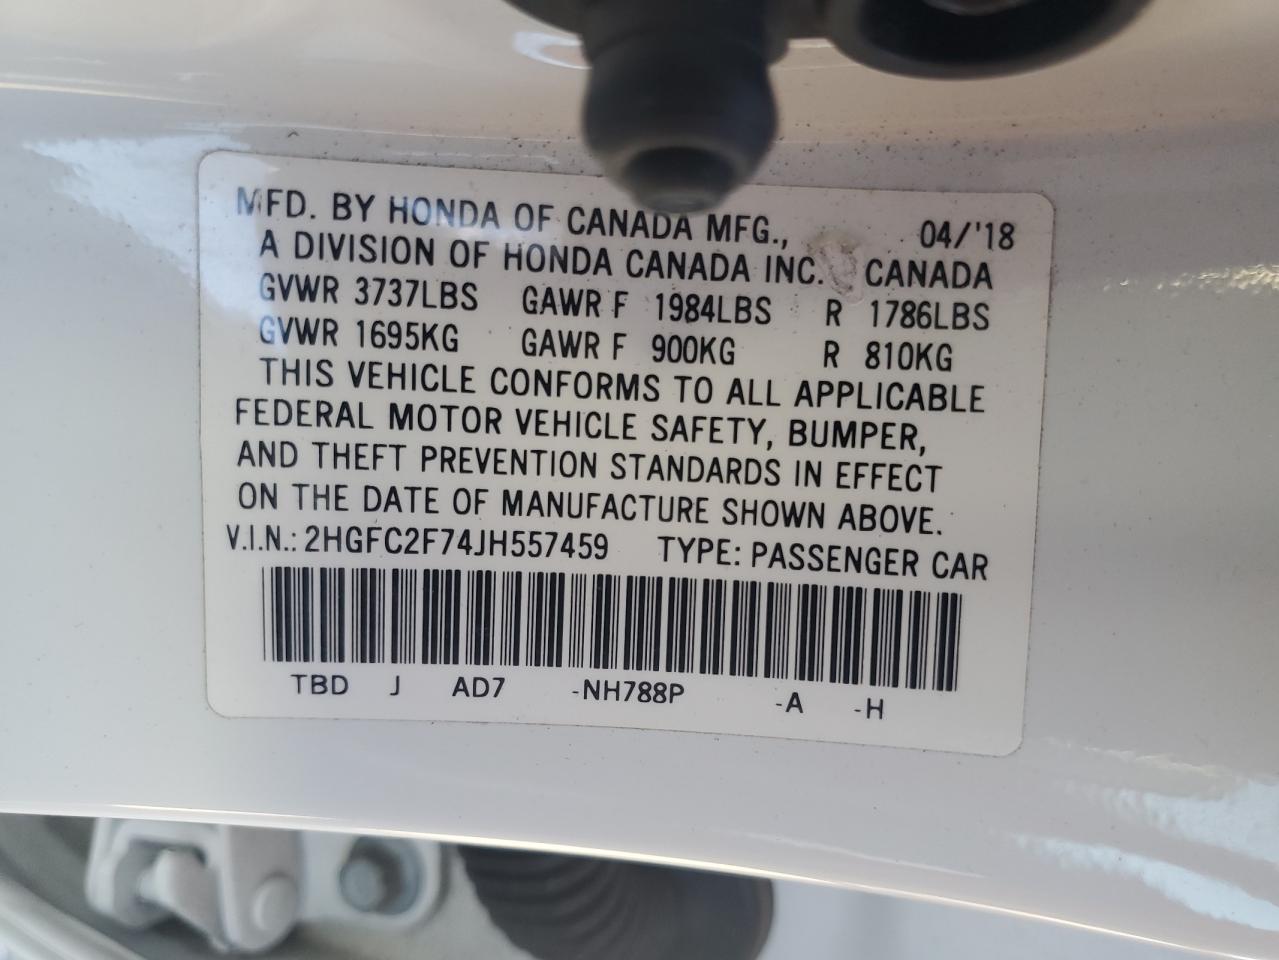 MFD. BY HONDA OF CANADA MFG., 04/'18
A DIVISION OF HONDA CANADA INC. CANADA
GVWR 3737LBS GAWR F 1984LBS R 1786LBS
GVWR 1695KG GAWR F 900KG R 810KG
THIS VEHICLE CONFORMS TO ALL APPLICABLE
FEDERAL MOTOR VEHICLE SAFETY, BUMPER,
AND THEFT PREVENTION STANDARDS IN EFFECT
ON THE DATE OF MANUFACTURE SHOWN ABOVE.
V.I.N.: 2HGFC2F74JH557459 TYPE: PASSENGER CAR
TBD J AD7 -NH788P -A -H